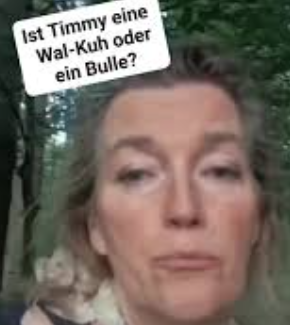 Ist Timmy eine
Wal-Kuh oder
ein Bulle?